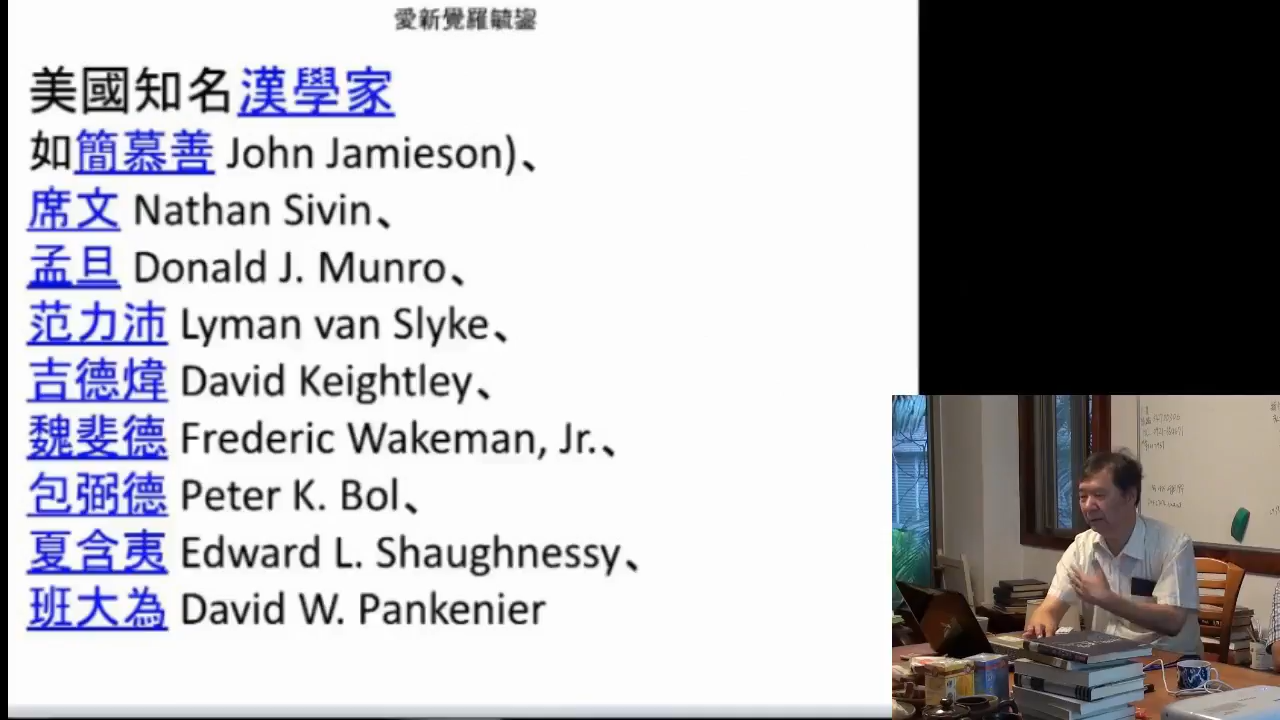 愛新覺羅毓鋆
美國知名漢學家
如簡慕善 John Jamieson)、
席文 Nathan Sivin、
孟旦 Donald J. Munro、
范力沛 Lyman van Slyke、
吉德煒 David Keightley、
魏斐德 Frederic Wakeman, Jr.、
包弼德 Peter K. Bol、
夏含夷 Edward L. Shaughnessy、
班大為 David W. Pankenier